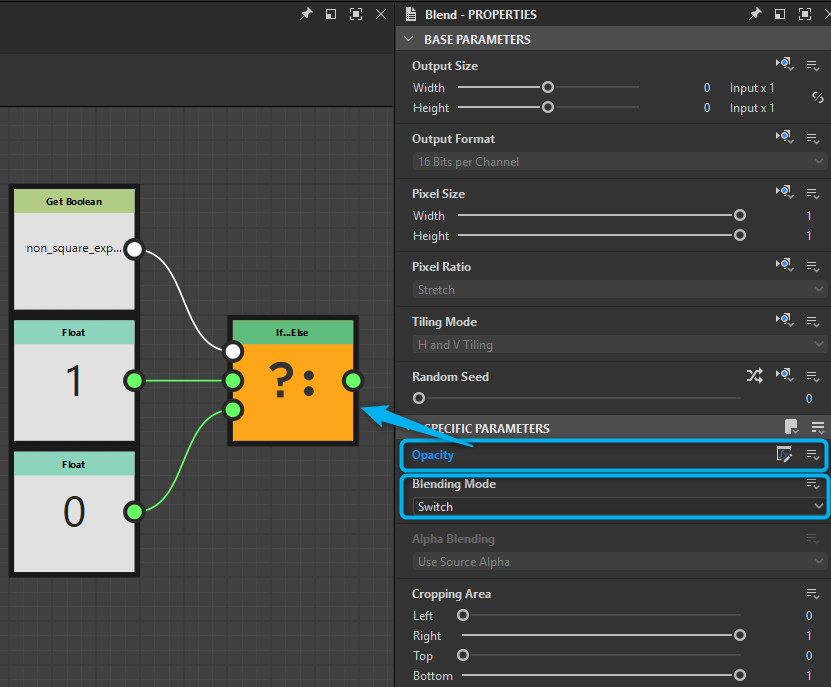 Blend - PROPERTIES
BASE PARAMETERS
Output Size
Width 0 Input x 1
Height 0 Input x 1
Output Format
16 Bits per Channel
Pixel Size
Width 1
Height 1
Pixel Ratio
Stretch
Tiling Mode
H and V Tiling
Random Seed
0
SPECIFIC PARAMETERS
Opacity
Blending Mode
Switch
Alpha Blending
Use Source Alpha
Cropping Area
Left 0
Right 1
Top 0
Bottom 1
Get Boolean
non_square_exp...
Float
1
Float
0
If...Else
?: